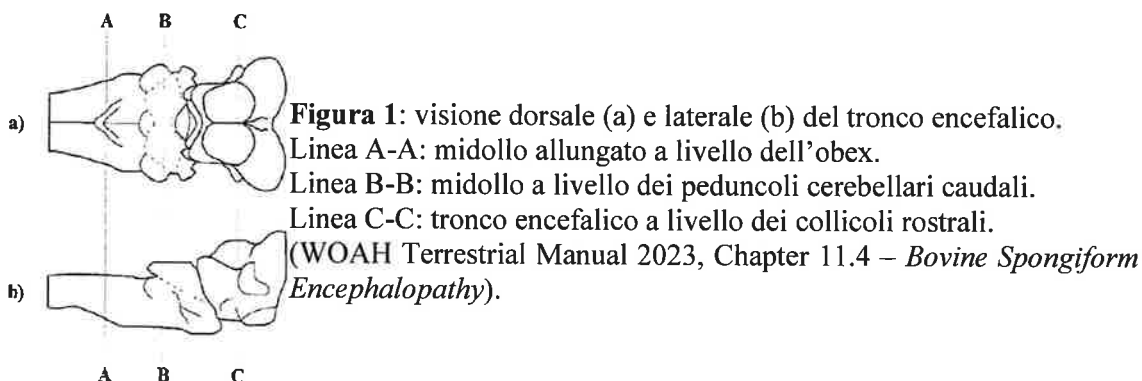 A B C
a)
Figura 1: visione dorsale (a) e laterale (b) del tronco encefalico.
Linea A-A: midollo allungato a livello dell'obex.
Linea B-B: midollo a livello dei peduncoli cerebellari caudali.
Linea C-C: tronco encefalico a livello dei collicoli rostrali.
(WOAH Terrestrial Manual 2023, Chapter 11.4 – Bovine Spongiform
Encephalopathy).
b)
A B C